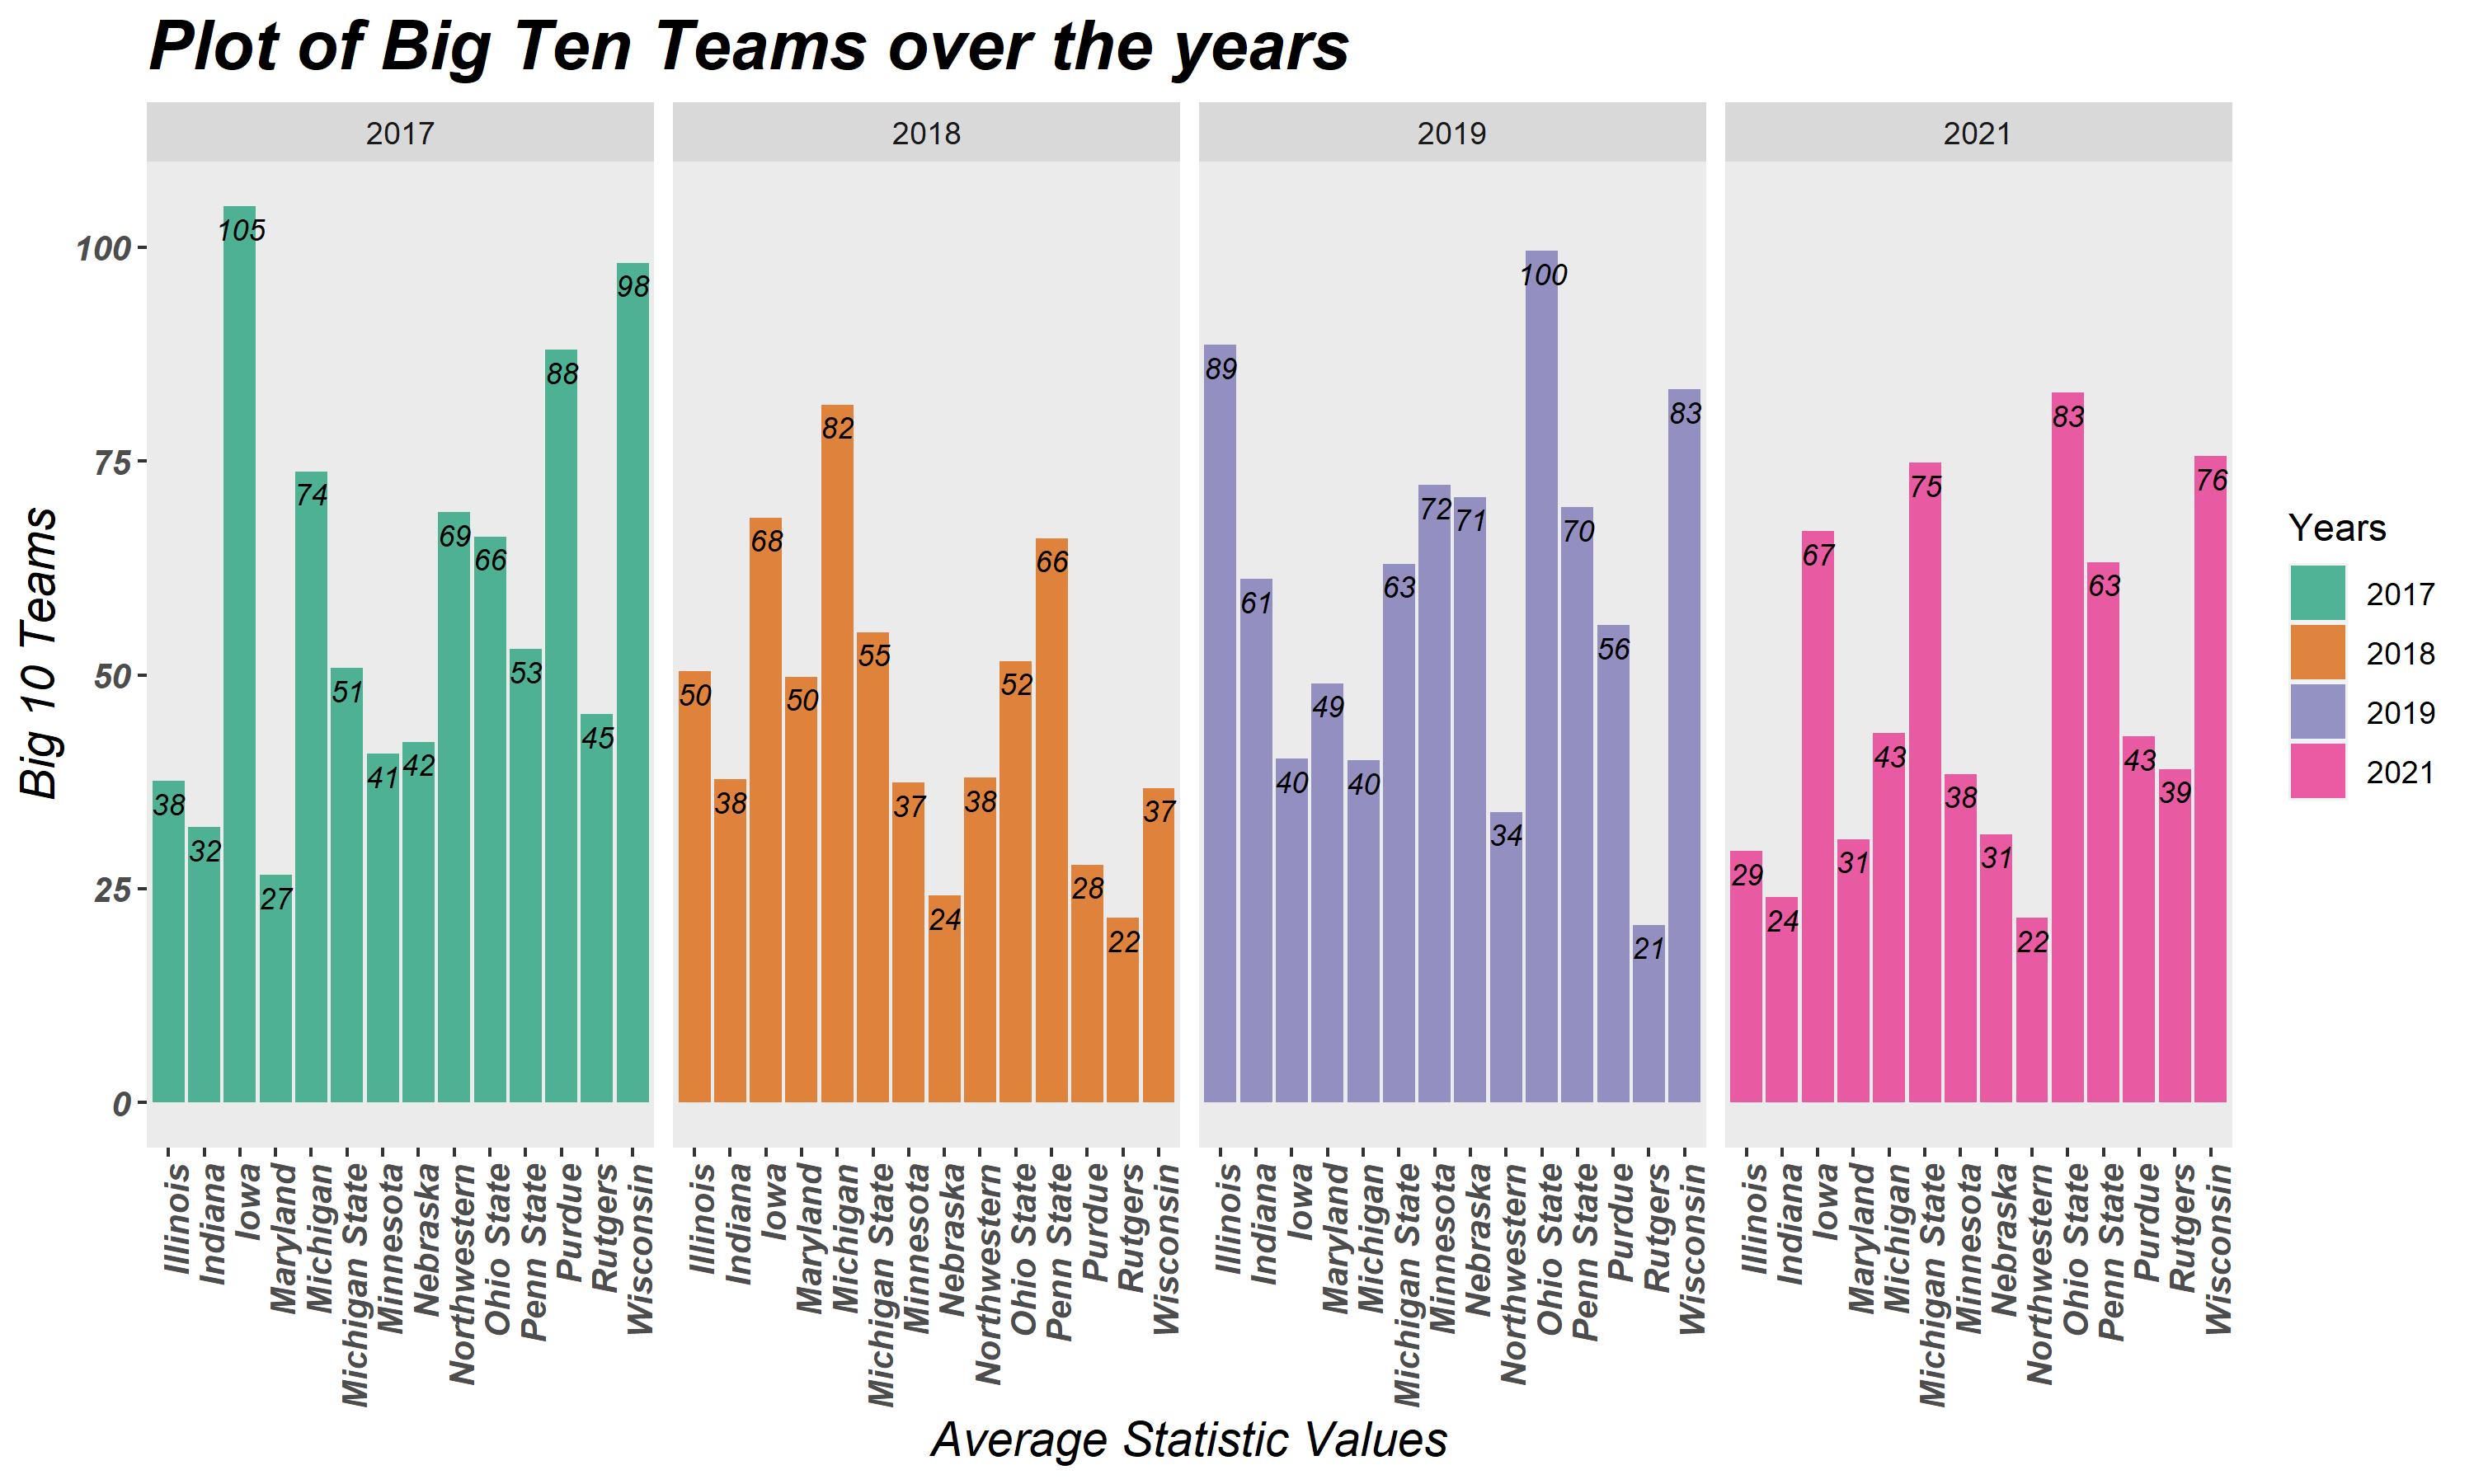 Plot of Big Ten Teams over the years
2017 2018 2019 2021
Big 10 Teams
100
75
50
25
0
38 32 105 27 74 51 41 42 69 66 53 88 45 98
50 38 68 50 82 55 37 24 38 52 66 28 22 37
89 61 40 49 40 63 72 71 34 100 70 56 21 83
29 24 67 31 43 75 38 31 22 83 63 43 39 76
Illinois Indiana Iowa Maryland Michigan Michigan State Minnesota Nebraska Northwestern Ohio State Penn State Purdue Rutgers Wisconsin
Illinois Indiana Iowa Maryland Michigan Michigan State Minnesota Nebraska Northwestern Ohio State Penn State Purdue Rutgers Wisconsin
Illinois Indiana Iowa Maryland Michigan Michigan State Minnesota Nebraska Northwestern Ohio State Penn State Purdue Rutgers Wisconsin
Illinois Indiana Iowa Maryland Michigan Michigan State Minnesota Nebraska Northwestern Ohio State Penn State Purdue Rutgers Wisconsin
Average Statistic Values
Years
2017
2018
2019
2021